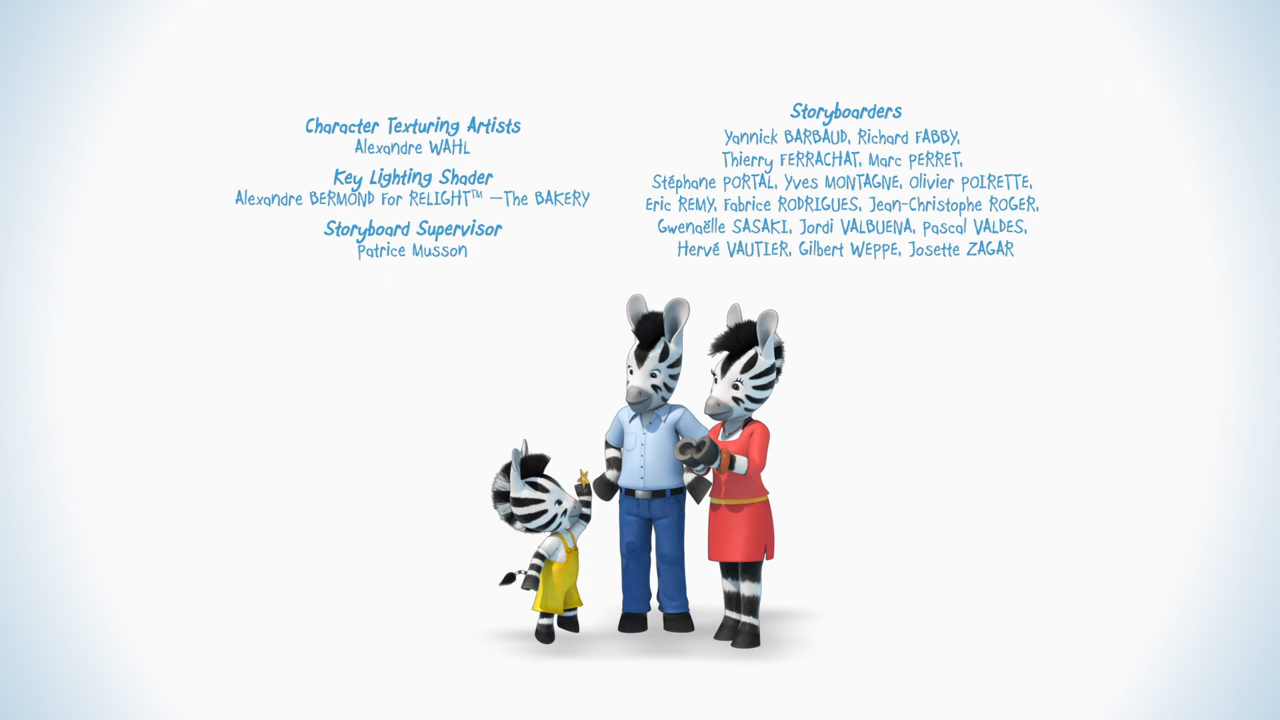 Character Texturing Artists
Alexandre WAHL
Key Lighting Shader
Alexandre BERMOND For RELIGHT™ —The BAKERY
Storyboard Supervisor
Patrice Musson
Storyboarders
Yannick BARBAUD, Richard FABBY,
Thierry FERRACHAT, Marc PERRET,
Stéphane PORTAL, Yves MONTAGNE, Olivier POIRETTE,
Eric REMY, Fabrice RODRIGUES, Jean-Christophe ROGER,
Gwenaëlle SASAKI, Jordi VALBUENA, Pascal VALDES,
Hervé VAUTIER, Gilbert WEPPE, Josette ZAGAR